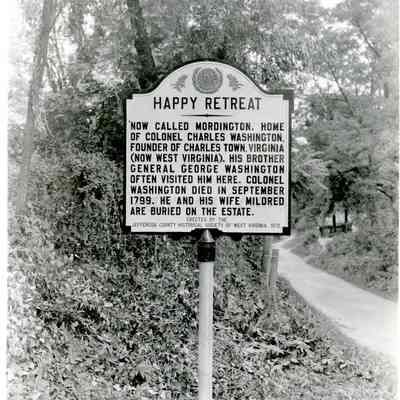 HAPPY RETREAT
NOW CALLED MORDINGTON. HOME
OF COLONEL CHARLES WASHINGTON,
FOUNDER OF CHARLES TOWN, VIRGINIA
(NOW WEST VIRGINIA). HIS BROTHER
GENERAL GEORGE WASHINGTON
OFTEN VISITED HIM HERE. COLONEL
WASHINGTON DIED IN SEPTEMBER
1799. HE AND HIS WIFE MILDRED
ARE BURIED ON THE ESTATE.
ERECTED BY THE
JEFFERSON COUNTY HISTORICAL SOCIETY OF WEST VIRGINIA,